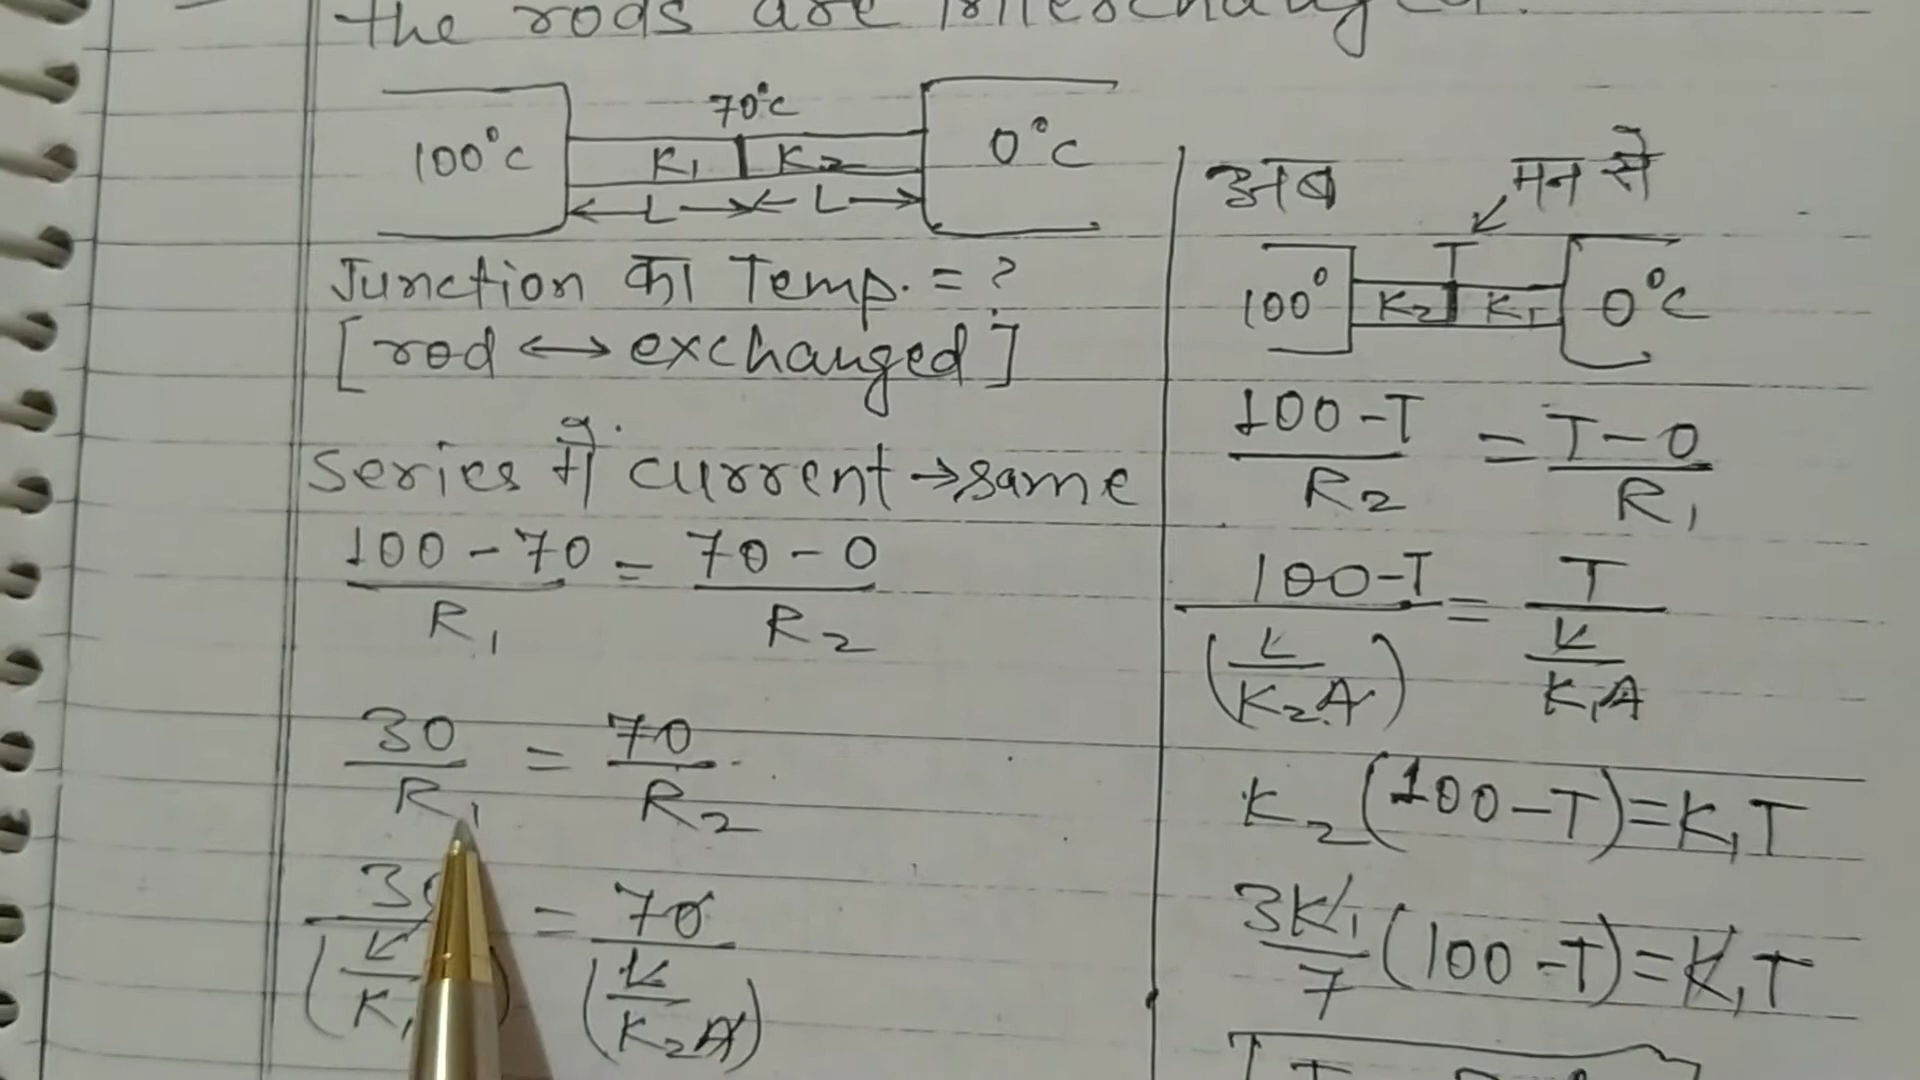 the rods are interchanged.
70°C
100°C K₁ K₂ 0°C
L L
Junction का Temp. = ?
[rod ↔ exchanged]
Series में current → same
100 - 70 / R₁ = 70 - 0 / R₂
30 / R₁ = 70 / R₂
30 / (L / K₁) = 70 / (L / K₂A)
अब मन से
T
100° K₂ K₁ 0°C
100 - T / R₂ = T - 0 / R₁
100 - T / (L / K₂A) = T / L / K₁A
K₂(100 - T) = K₁T
3K₁ / 7 (100 - T) = K₁T